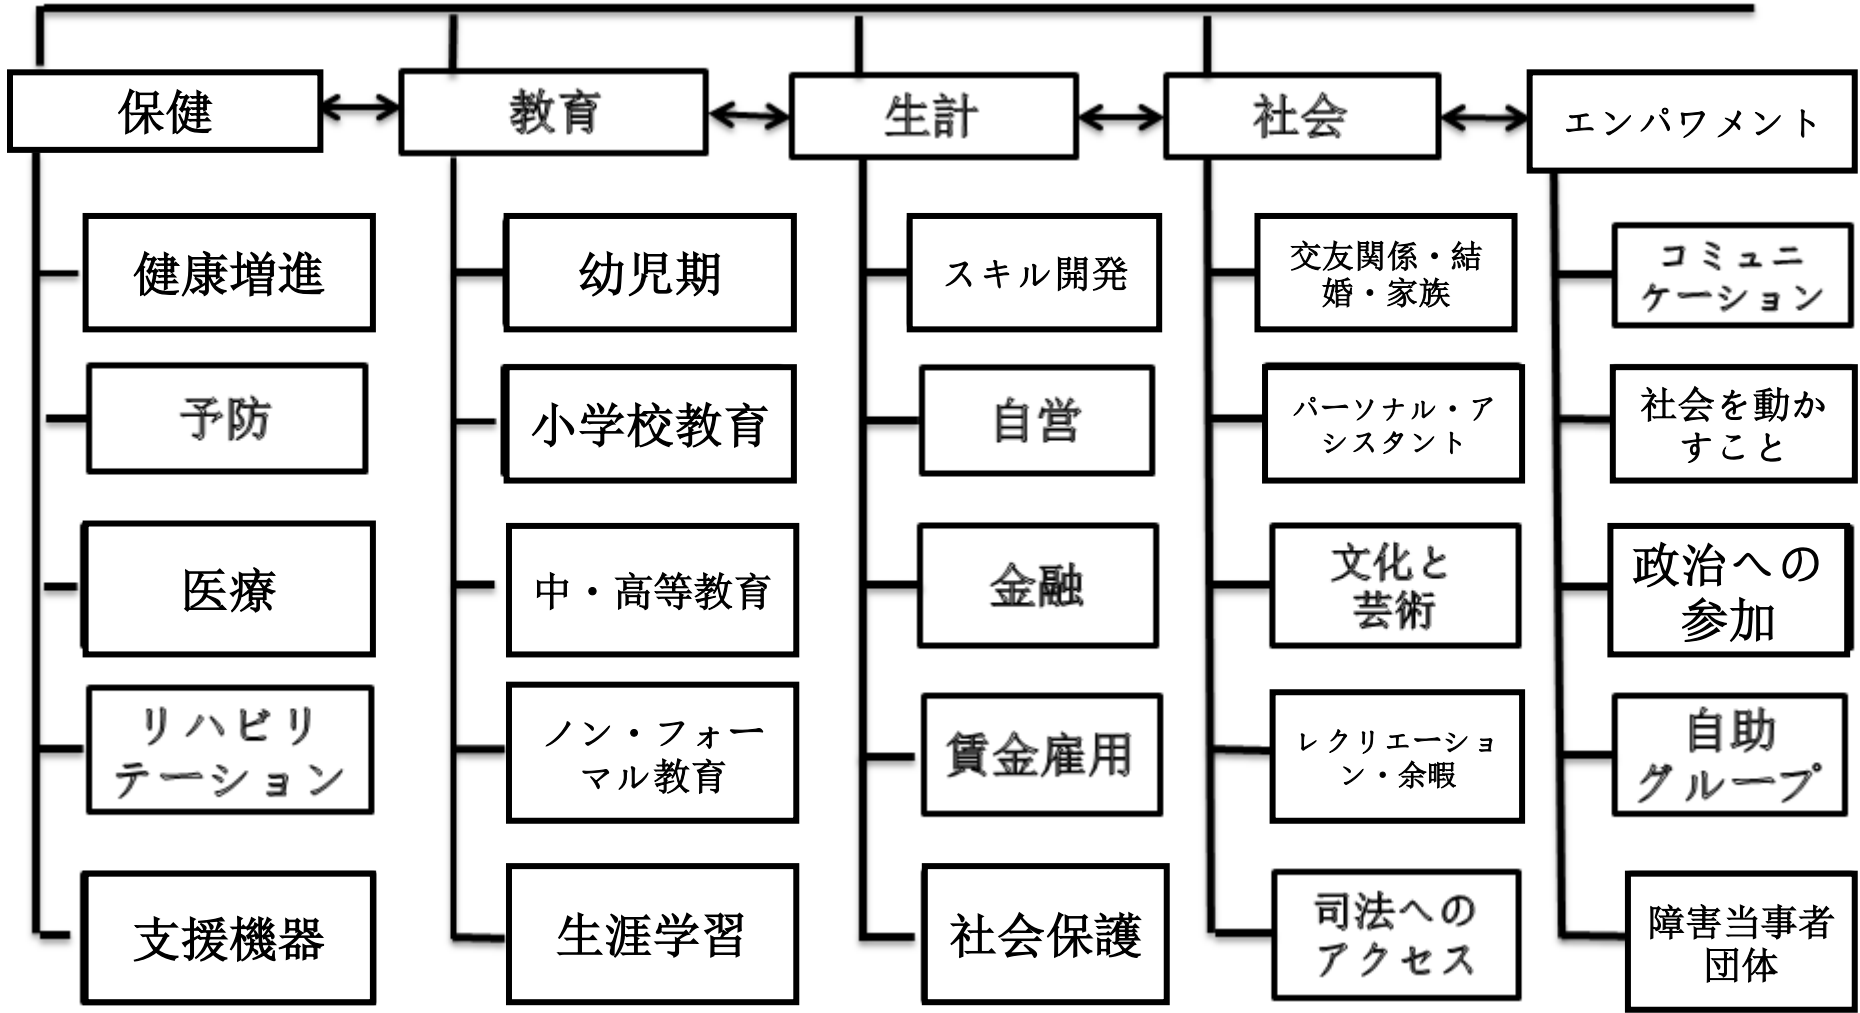 保健
教育
生計
社会
エンパワメント
健康増進
予防
医療
リハビリ
テーション
支援機器
幼児期
小学校教育
中・高等教育
ノン・フォー
マル教育
生涯学習
スキル開発
自営
金融
賃金雇用
社会保護
交友関係・結
婚・家族
パーソナル・ア
シスタント
文化と
芸術
レクリエーショ
ン・余暇
司法への
アクセス
コミュニ
ケーション
社会を動か
すこと
政治への
参加
自助
グループ
障害当事者
団体